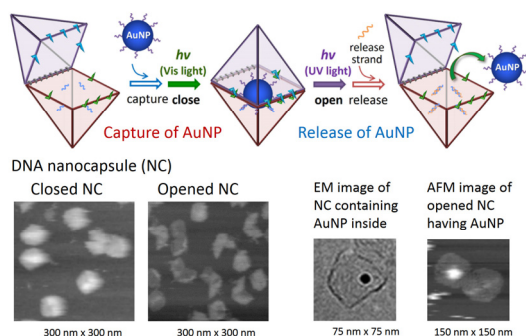 AuNP
hν
(Vis light)
capture close
Capture of AuNP
AuNP
hν
(UV light)
open release
release
strand
Release of AuNP
AuNP
DNA nanocapsule (NC)
Closed NC
Opened NC
EM image of
NC containing
AuNP inside
AFM image of
opened NC
having AuNP
300 nm x 300 nm
300 nm x 300 nm
75 nm x 75 nm
150 nm x 150 nm